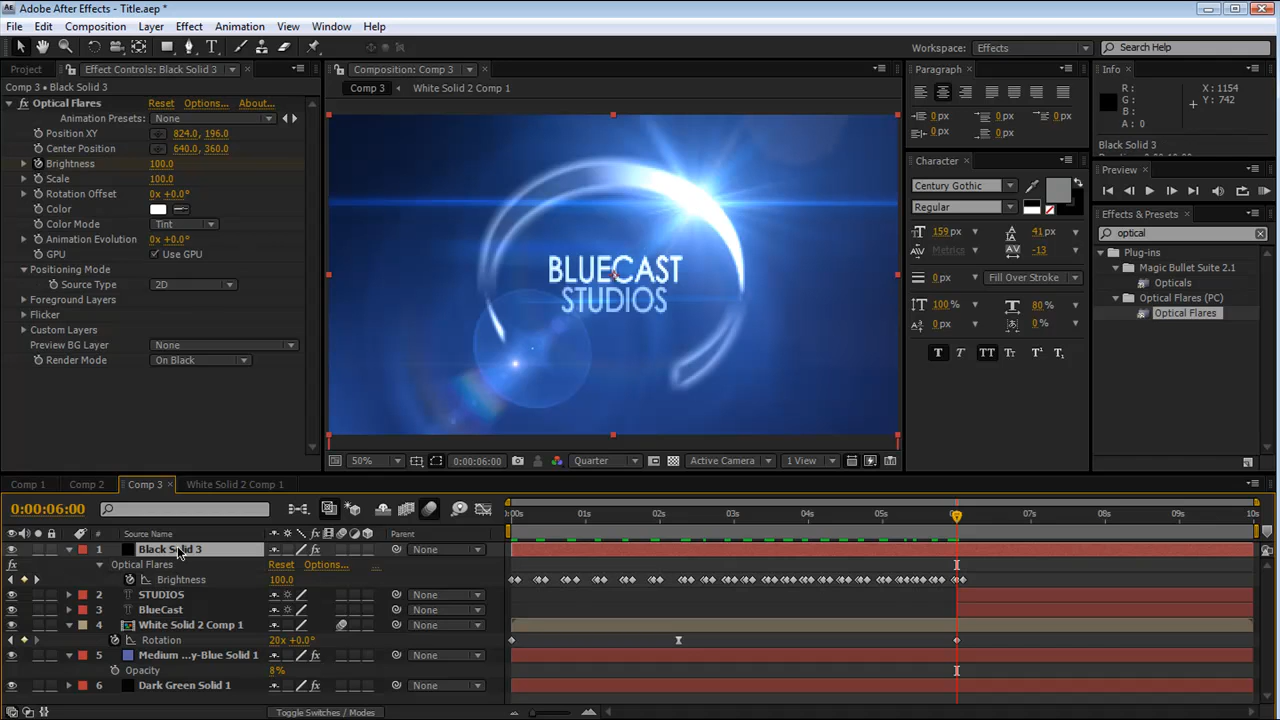 Adobe After Effects - Title.aep *
File Edit Composition Layer Effect Animation View Window Help
Workspace: Effects
Search Help
Project
Effect Controls: Black Solid 3
Composition: Comp 3
Paragraph
Info
Comp 3 • Black Solid 3
Comp 3
White Solid 2 Comp 1
Optical Flares Reset Options... About...
Animation Presets: None
Position XY 824.0, 196.0
Center Position 640.0, 360.0
Brightness 100.0
Scale 100.0
Rotation Offset 0x +0.0°
Color
Color Mode Tint
Animation Evolution 0x +0.0°
GPU Use GPU
Positioning Mode
Source Type 2D
Foreground Layers
Flicker
Custom Layers
Preview BG Layer None
Render Mode On Black
BLUECAST
STUDIOS
50% 0:00:06:00 Quarter Active Camera 1 View
0 px 0 px 0 px
0 px 0 px
Character
Century Gothic
Regular
159 px 41 px
Metrics -13
0 px Fill Over Stroke
100 % 80 %
0 px 0 %
T T TT Tt T¹ T₁
R :
G :
B :
A : 0
X : 1154
Y : 742
Black Solid 3
Preview
Effects & Presets
optical
Plug-ins
Magic Bullet Suite 2.1
Opticals
Optical Flares (PC)
Optical Flares
Comp 1 Comp 2 Comp 3 White Solid 2 Comp 1
0:00:06:00
0:00s 01s 02s 03s 04s 05s 07s 08s 09s 10s
# Source Name Parent
1 Black Solid 3 None
Optical Flares Reset Options... ...
Brightness 100.0
2 STUDIOS None
3 BlueCast None
4 White Solid 2 Comp 1 None
Rotation 20x +0.0°
5 Medium ...y-Blue Solid 1 None
Opacity 8%
6 Dark Green Solid 1 None
Toggle Switches / Modes